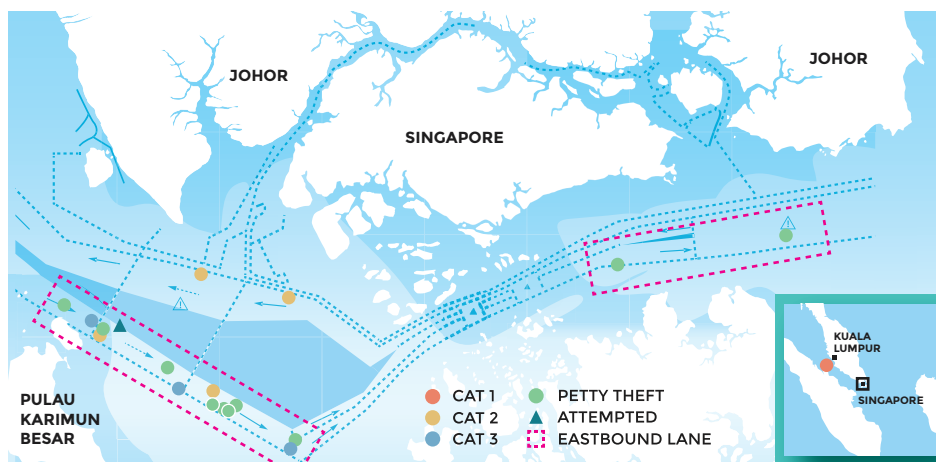 JOHOR
JOHOR
SINGAPORE
PULAU
KARIMUN
BESAR
CAT 1
CAT 2
CAT 3
PETTY THEFT
ATTEMPTED
EASTBOUND LANE
KUALA
LUMPUR
SINGAPORE